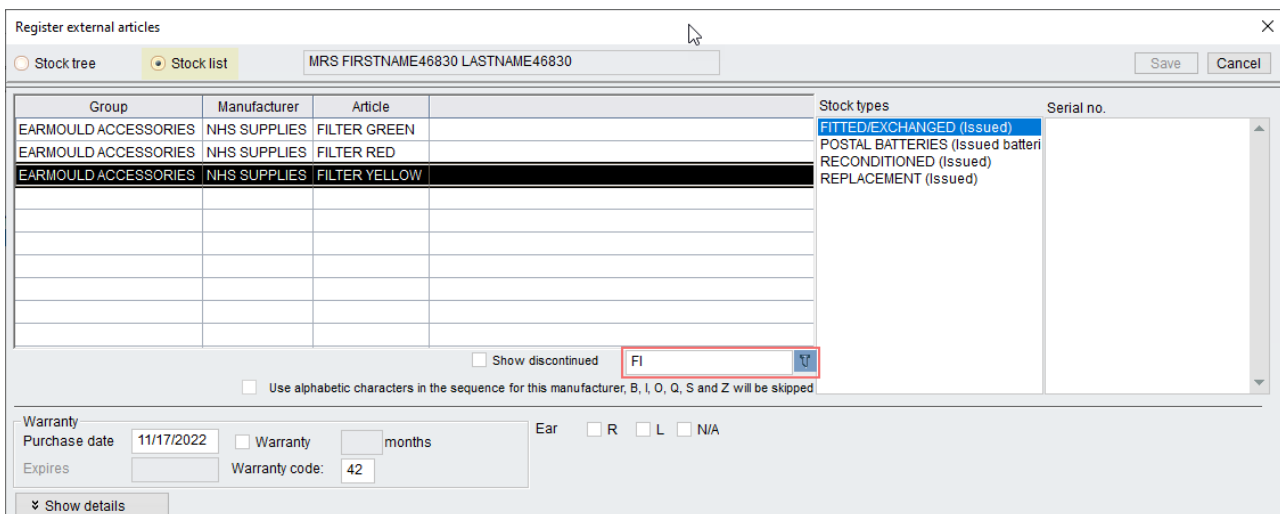 Register external articles
Stock tree Stock list MRS FIRSTNAME46830 LASTNAME46830 Save Cancel
Group Manufacturer Article Stock types Serial no.
EARMOULD ACCESSORIES NHS SUPPLIES FILTER GREEN FITTED/EXCHANGED (Issued)
POSTAL BATTERIES (Issued batteri
EARMOULD ACCESSORIES NHS SUPPLIES FILTER RED RECONDITIONED (Issued)
EARMOULD ACCESSORIES NHS SUPPLIES FILTER YELLOW REPLACEMENT (Issued)
Show discontinued FI
Use alphabetic characters in the sequence for this manufacturer, B, I, O, Q, S and Z will be skipped
Warranty
Purchase date 11/17/2022 Warranty months Ear R L N/A
Expires Warranty code: 42
Show details